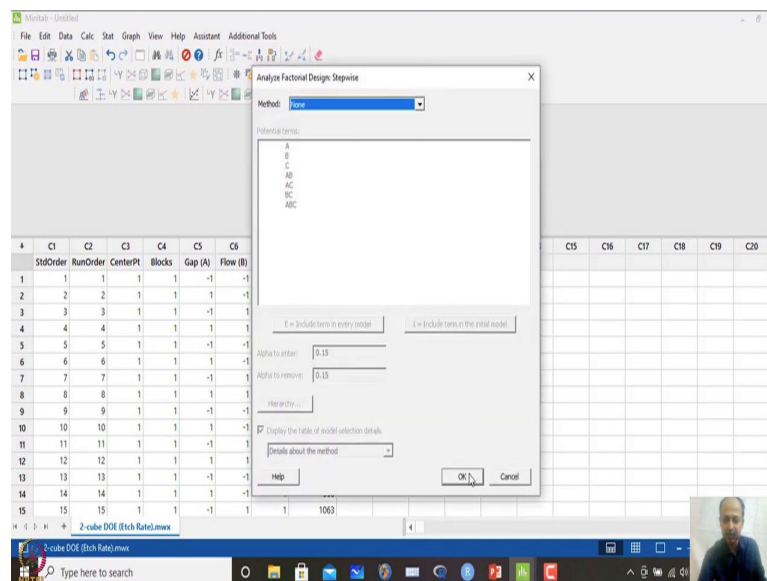 Minitab - Untitled
File Edit Data Calc Stat Graph View Help Assistant Additional Tools
Analyze Factorial Design: Stepwise X
Method: None
Potential terms:
A
B
C
AB
AC
BC
ABC
E = Include term in every model I = Include term in the initial model
Alpha to enter: 0.15
Alpha to remove: 0.15
Hierarchy...
Display the table of model selection details
Details about the method
Help OK Cancel
C1 C2 C3 C4 C5 C6 C15 C16 C17 C18 C19 C20
StdOrder RunOrder CenterPt Blocks Gap (A) Flow (B)
1 1 1 1 1 -1 -1
2 2 2 1 1 1 -1
3 3 3 1 1 -1 1
4 4 4 1 1 1 1
5 5 5 1 1 -1 -1
6 6 6 1 1 1 -1
7 7 7 1 1 -1 1
8 8 8 1 1 1 1
9 9 9 1 1 -1 -1
10 10 10 1 1 1 -1
11 11 11 1 1 -1 1
12 12 12 1 1 1 1
13 13 13 1 1 -1 -1
14 14 14 1 1 1 -1
15 15 15 1 1 -1 1 1 1063
2-cube DOE (Etch Rate).mwx
2-cube DOE (Etch Rate).mwx
Type here to search